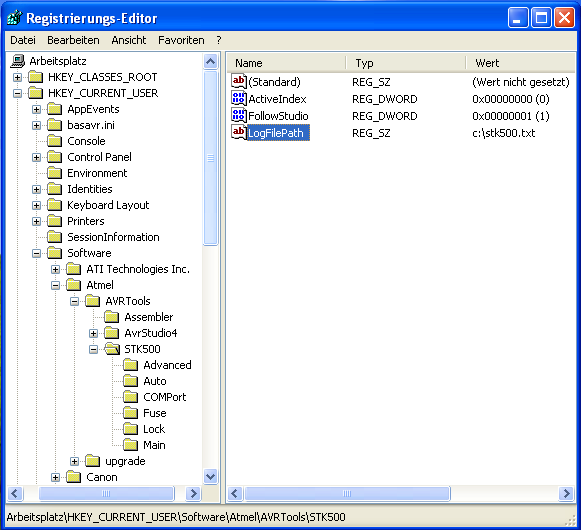 Registrierungs-Editor
Datei Bearbeiten Ansicht Favoriten ?
Arbeitsplatz
HKEY_CLASSES_ROOT
HKEY_CURRENT_USER
AppEvents
basavr.ini
Console
Control Panel
Environment
Identities
Keyboard Layout
Printers
SessionInformation
Software
ATI Technologies Inc.
Atmel
AVRTools
Assembler
AvrStudio4
STK500
Advanced
Auto
COMPort
Fuse
Lock
Main
upgrade
Canon
Name Typ Wert
(Standard) REG_SZ (Wert nicht gesetzt)
ActiveIndex REG_DWORD 0x00000000 (0)
FollowStudio REG_DWORD 0x00000001 (1)
LogFilePath REG_SZ c:\stk500.txt
Arbeitsplatz\HKEY_CURRENT_USER\Software\Atmel\AVRTools\STK500